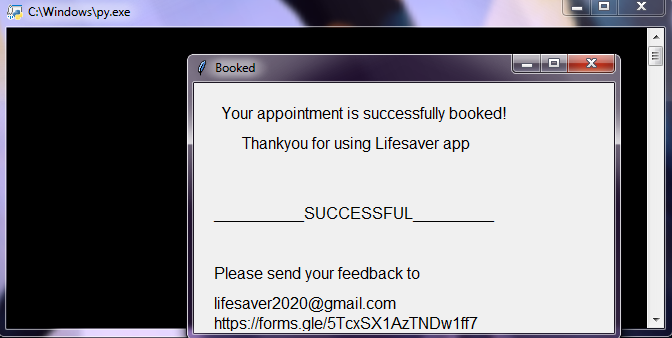 C:\Windows\py.exe
Booked
Your appointment is successfully booked!
Thankyou for using Lifesaver app
__________SUCCESSFUL_________
Please send your feedback to
lifesaver2020@gmail.com
https://forms.gle/5TcxSX1AzTNDw1ff7